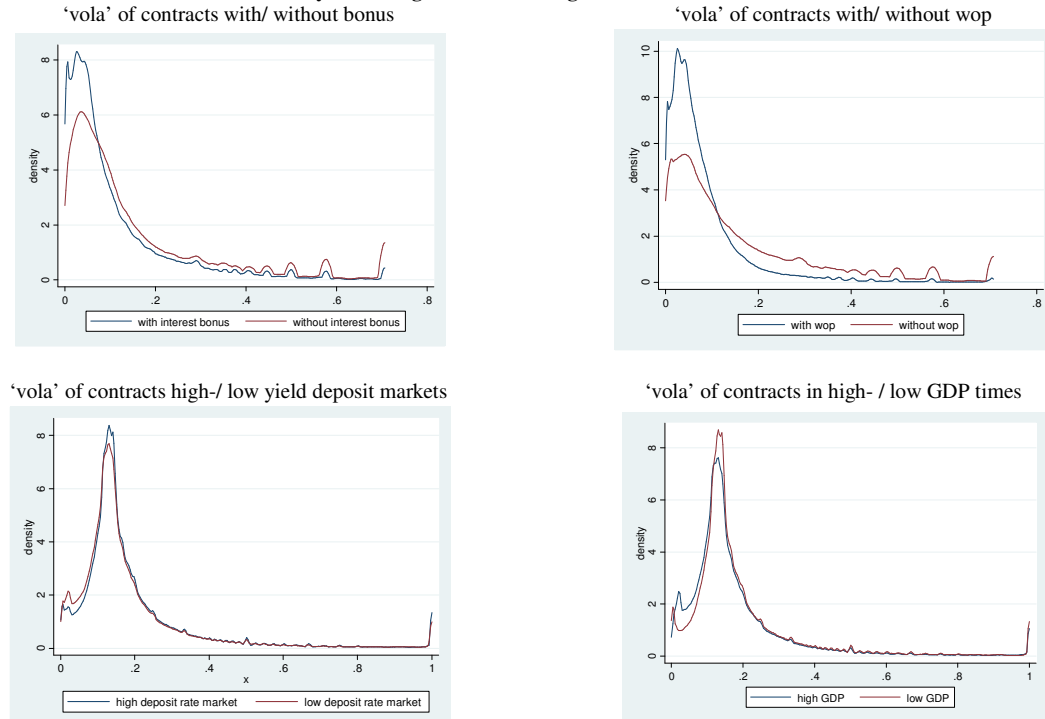 ‘vola’ of contracts with/ without bonus
‘vola’ of contracts with/ without wop
density
8
6
4
2
0
0 .2 .4 .6 .8
with interest bonus without interest bonus
density
10
8
6
4
2
0
0 .2 .4 .6 .8
with wop without wop
‘vola’ of contracts high-/ low yield deposit markets
‘vola’ of contracts in high- / low GDP times
density
8
6
4
2
0
0 .2 .4 .6 .8 1
x
high deposit rate market low deposit rate market
density
8
6
4
2
0
0 .2 .4 .6 .8 1
high GDP low GDP